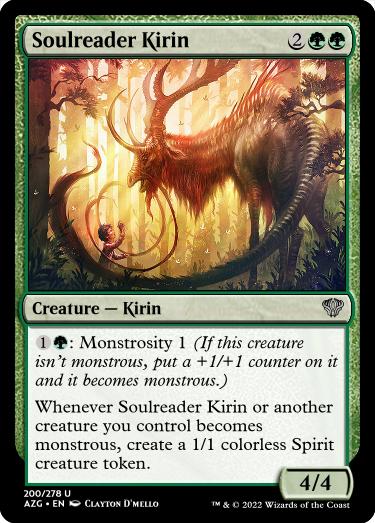 Soulreader Kirin 2
Creature — Kirin
1 : Monstrosity 1 (If this creature
isn't monstrous, put a +1/+1 counter on it
and it becomes monstrous.)
Whenever Soulreader Kirin or another
creature you control becomes
monstrous, create a 1/1 colorless Spirit
creature token.
4/4
200/278 U
AZG • EN CLAYTON D'MELLO ™ & © 2022 Wizards of the Coast